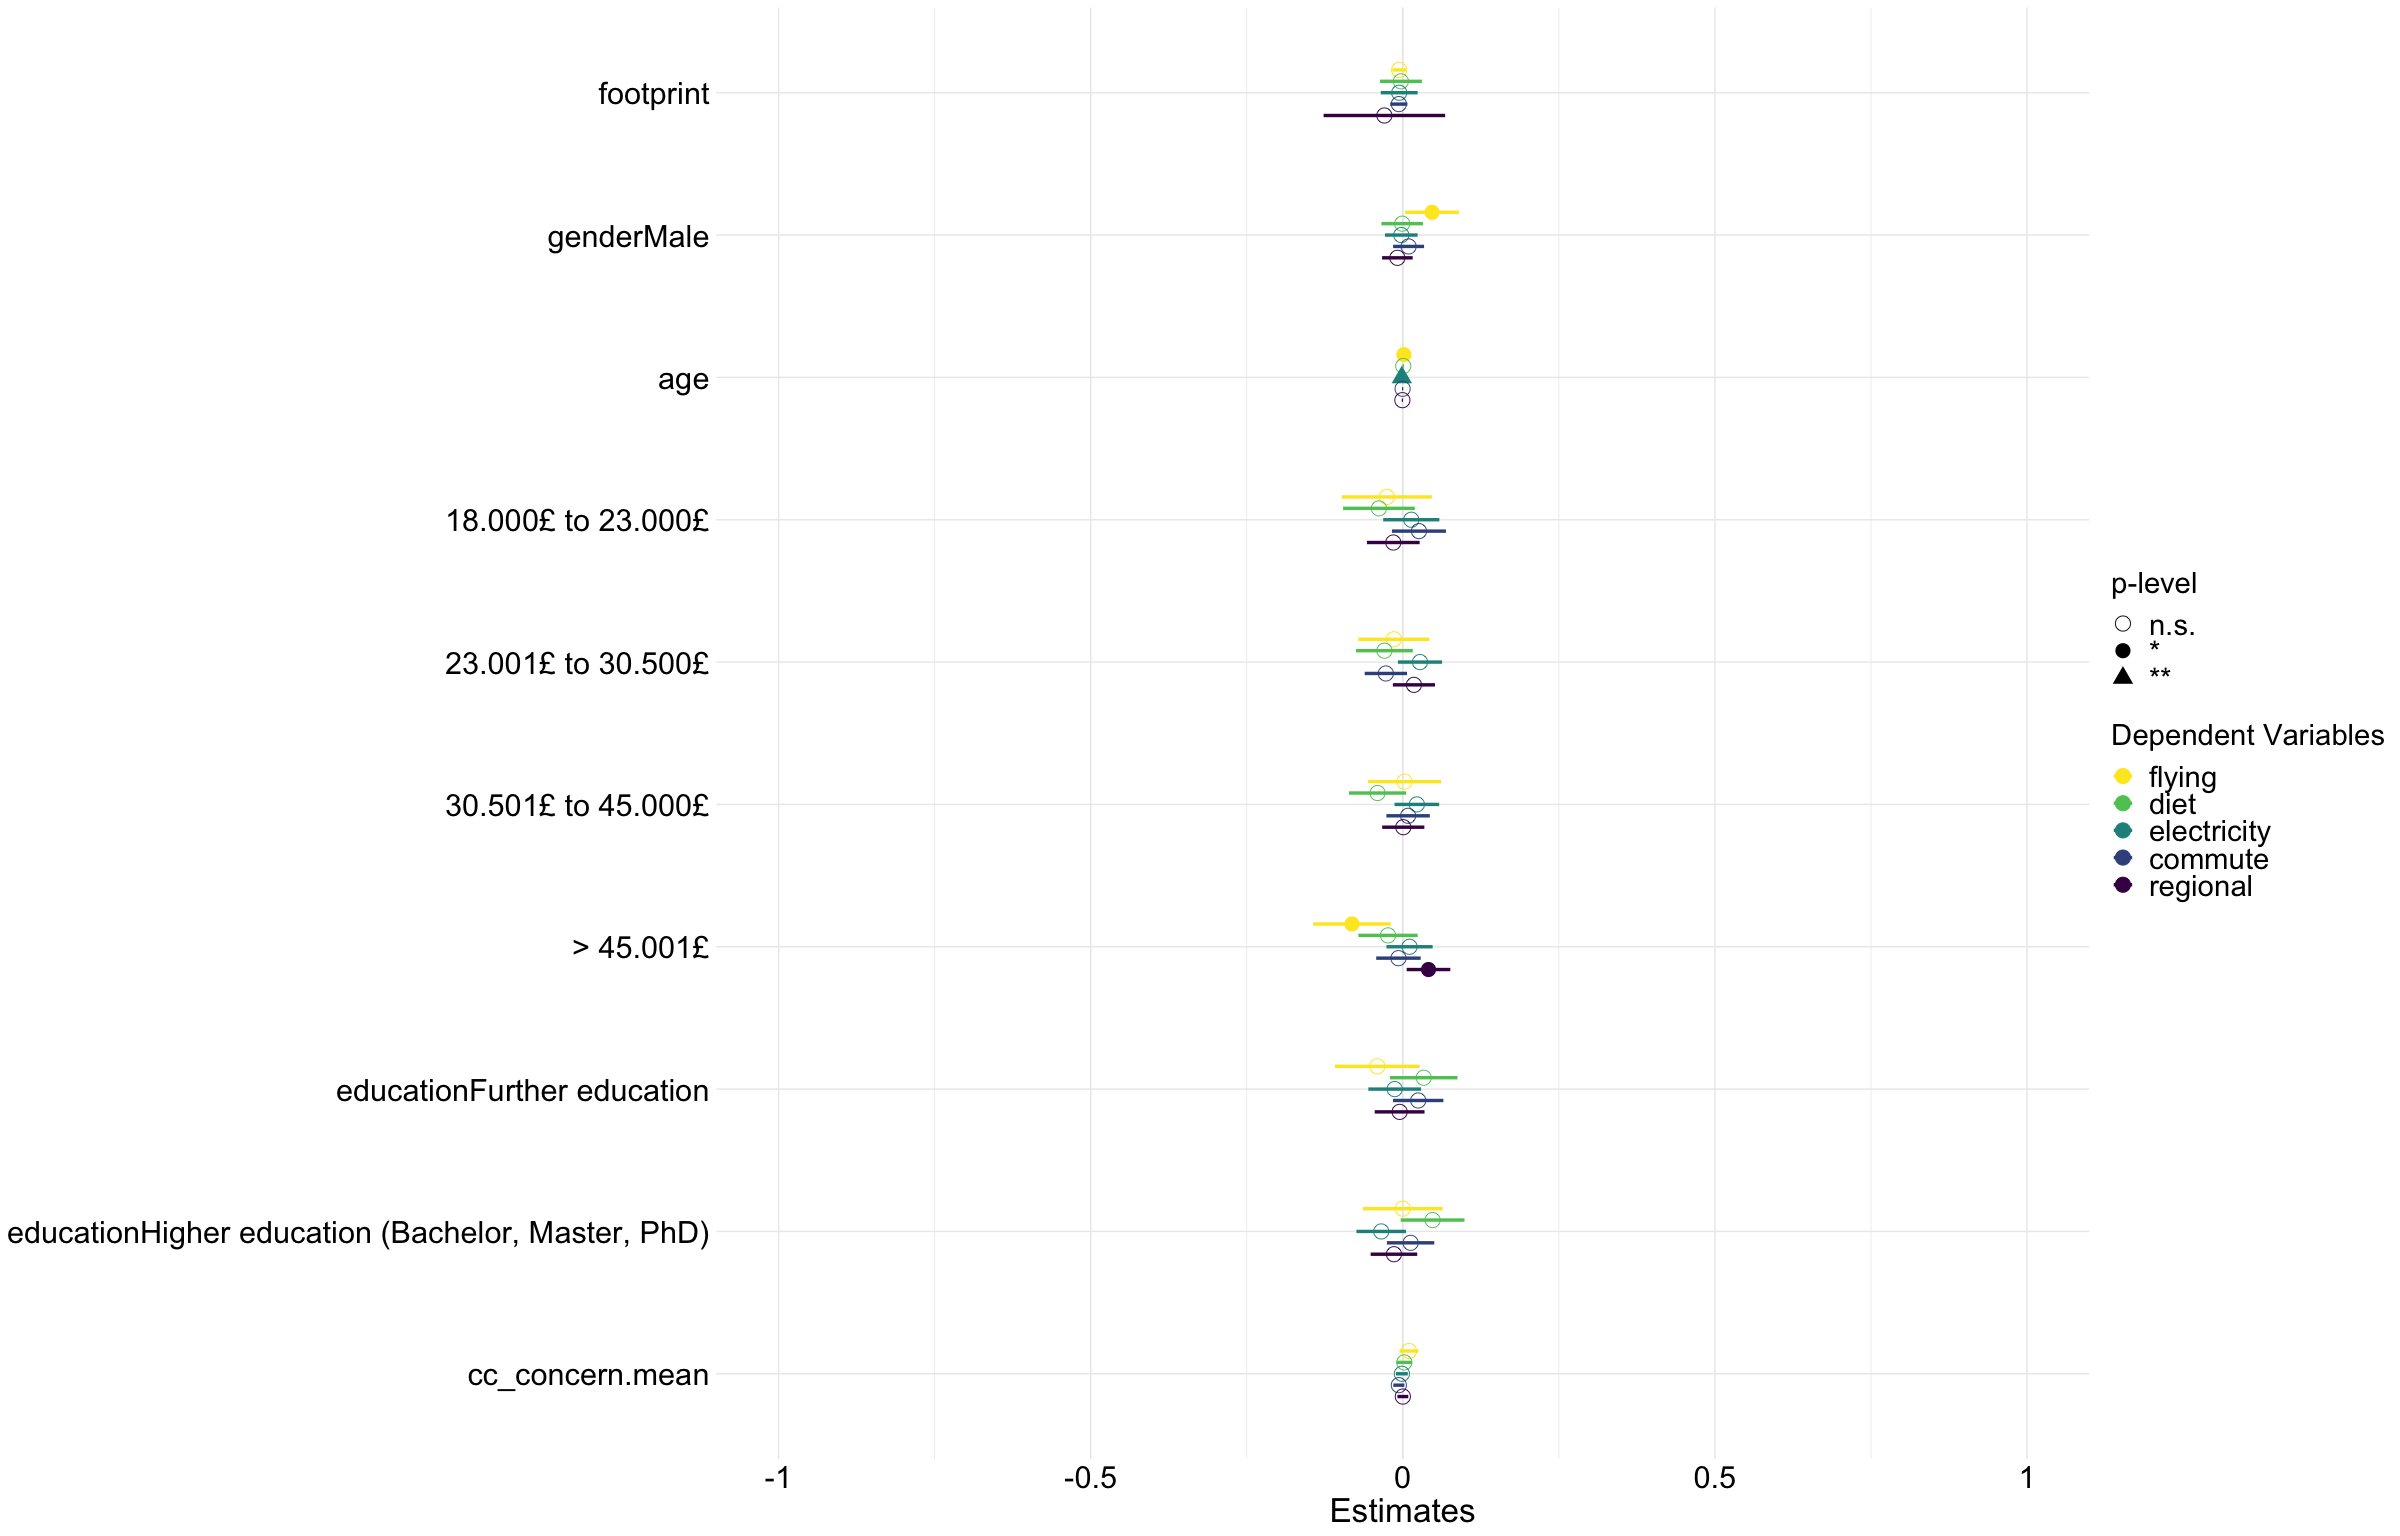 footprint
genderMale
age
18.000£ to 23.000£
23.001£ to 30.500£
30.501£ to 45.000£
> 45.001£
educationFurther education
educationHigher education (Bachelor, Master, PhD)
cc_concern.mean
-1 -0.5 0 0.5 1
Estimates
p-level
n.s.
*
**
Dependent Variables
flying
diet
electricity
commute
regional